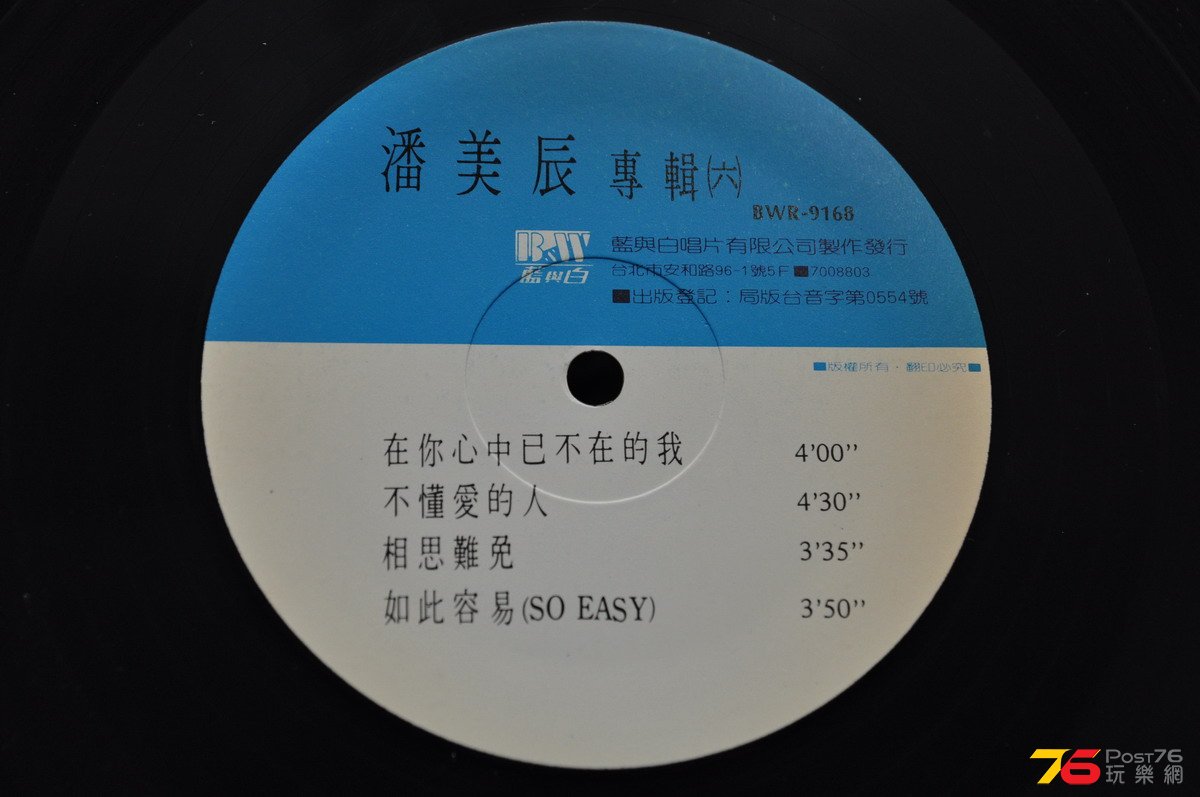 潘美辰 專輯㈥
BWR-9168
B&W
藍與白
藍與白唱片有限公司製作發行
台北市安和路96-1號5F■7008803
■出版登記：局版台音字第0554號
■版權所有・翻印必究■
在你心中已不在的我 4'00''
不懂愛的人 4'30''
相思難免 3'35''
如此容易(SO EASY) 3'50''
76 POST76
玩樂網